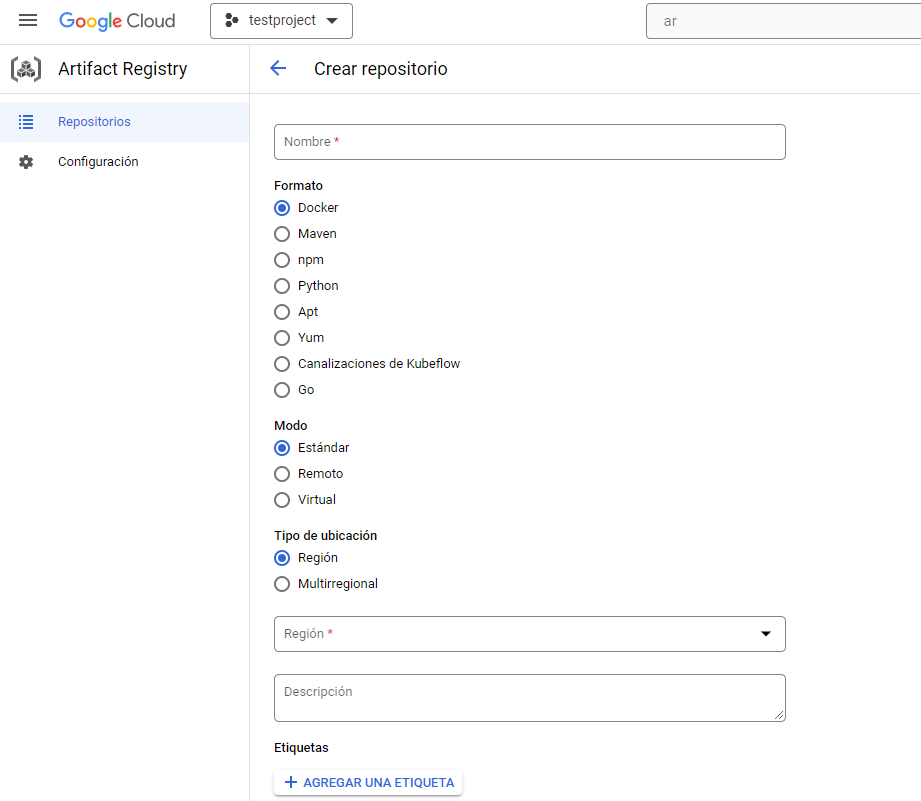 Google Cloud
testproject
ar
Artifact Registry
Crear repositorio
Repositorios
Configuración
Nombre *
Formato
Docker
Maven
npm
Python
Apt
Yum
Canalizaciones de Kubeflow
Go
Modo
Estándar
Remoto
Virtual
Tipo de ubicación
Región
Multirregional
Región *
Descripción
Etiquetas
AGREGAR UNA ETIQUETA